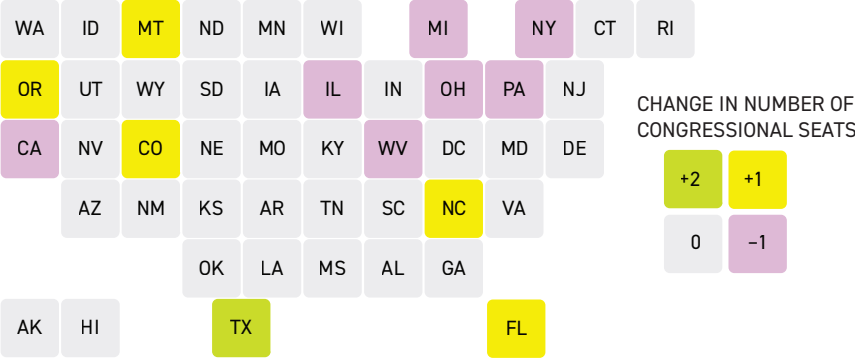 WA ID MT ND MN WI MI NY CT RI
OR UT WY SD IA IL IN OH PA NJ
CHANGE IN NUMBER OF
CONGRESSIONAL SEATS
CA NV CO NE MO KY WV DC MD DE
+2 +1
AZ NM KS AR TN SC NC VA
0 −1
OK LA MS AL GA
AK HI TX FL